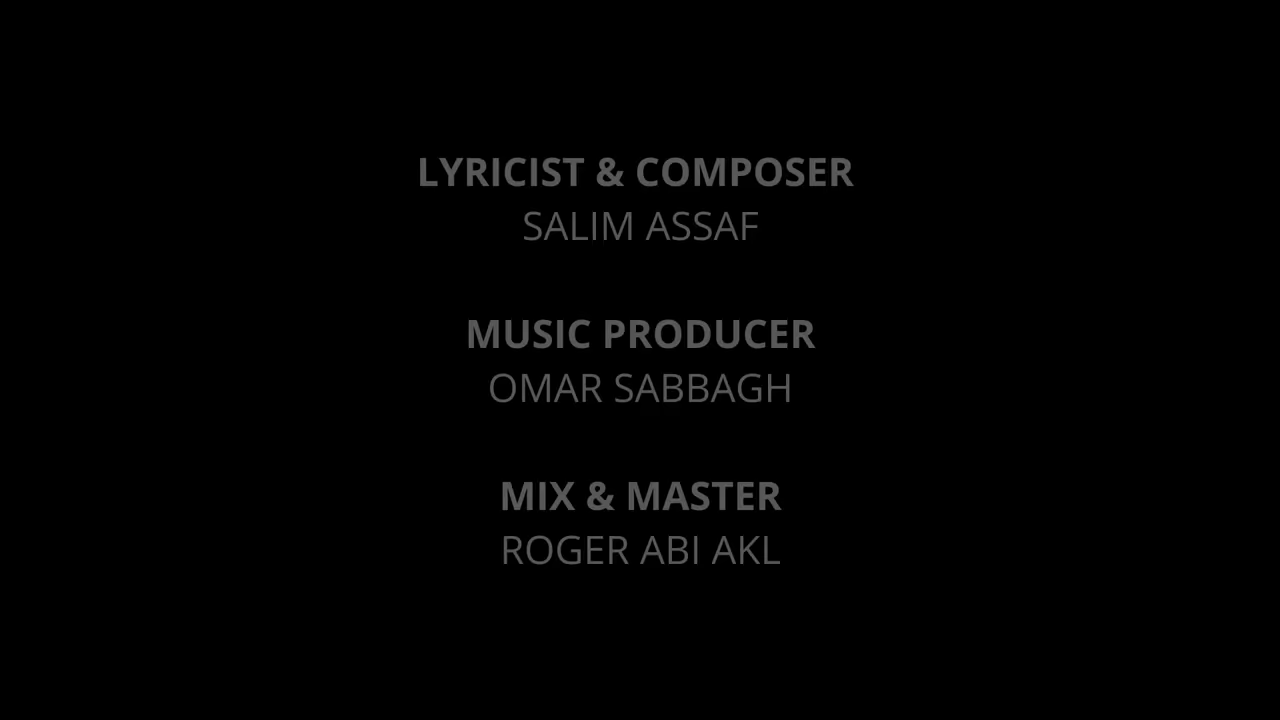 LYRICIST & COMPOSER
SALIM ASSAF
MUSIC PRODUCER
OMAR SABBAGH
MIX & MASTER
ROGER ABI AKL